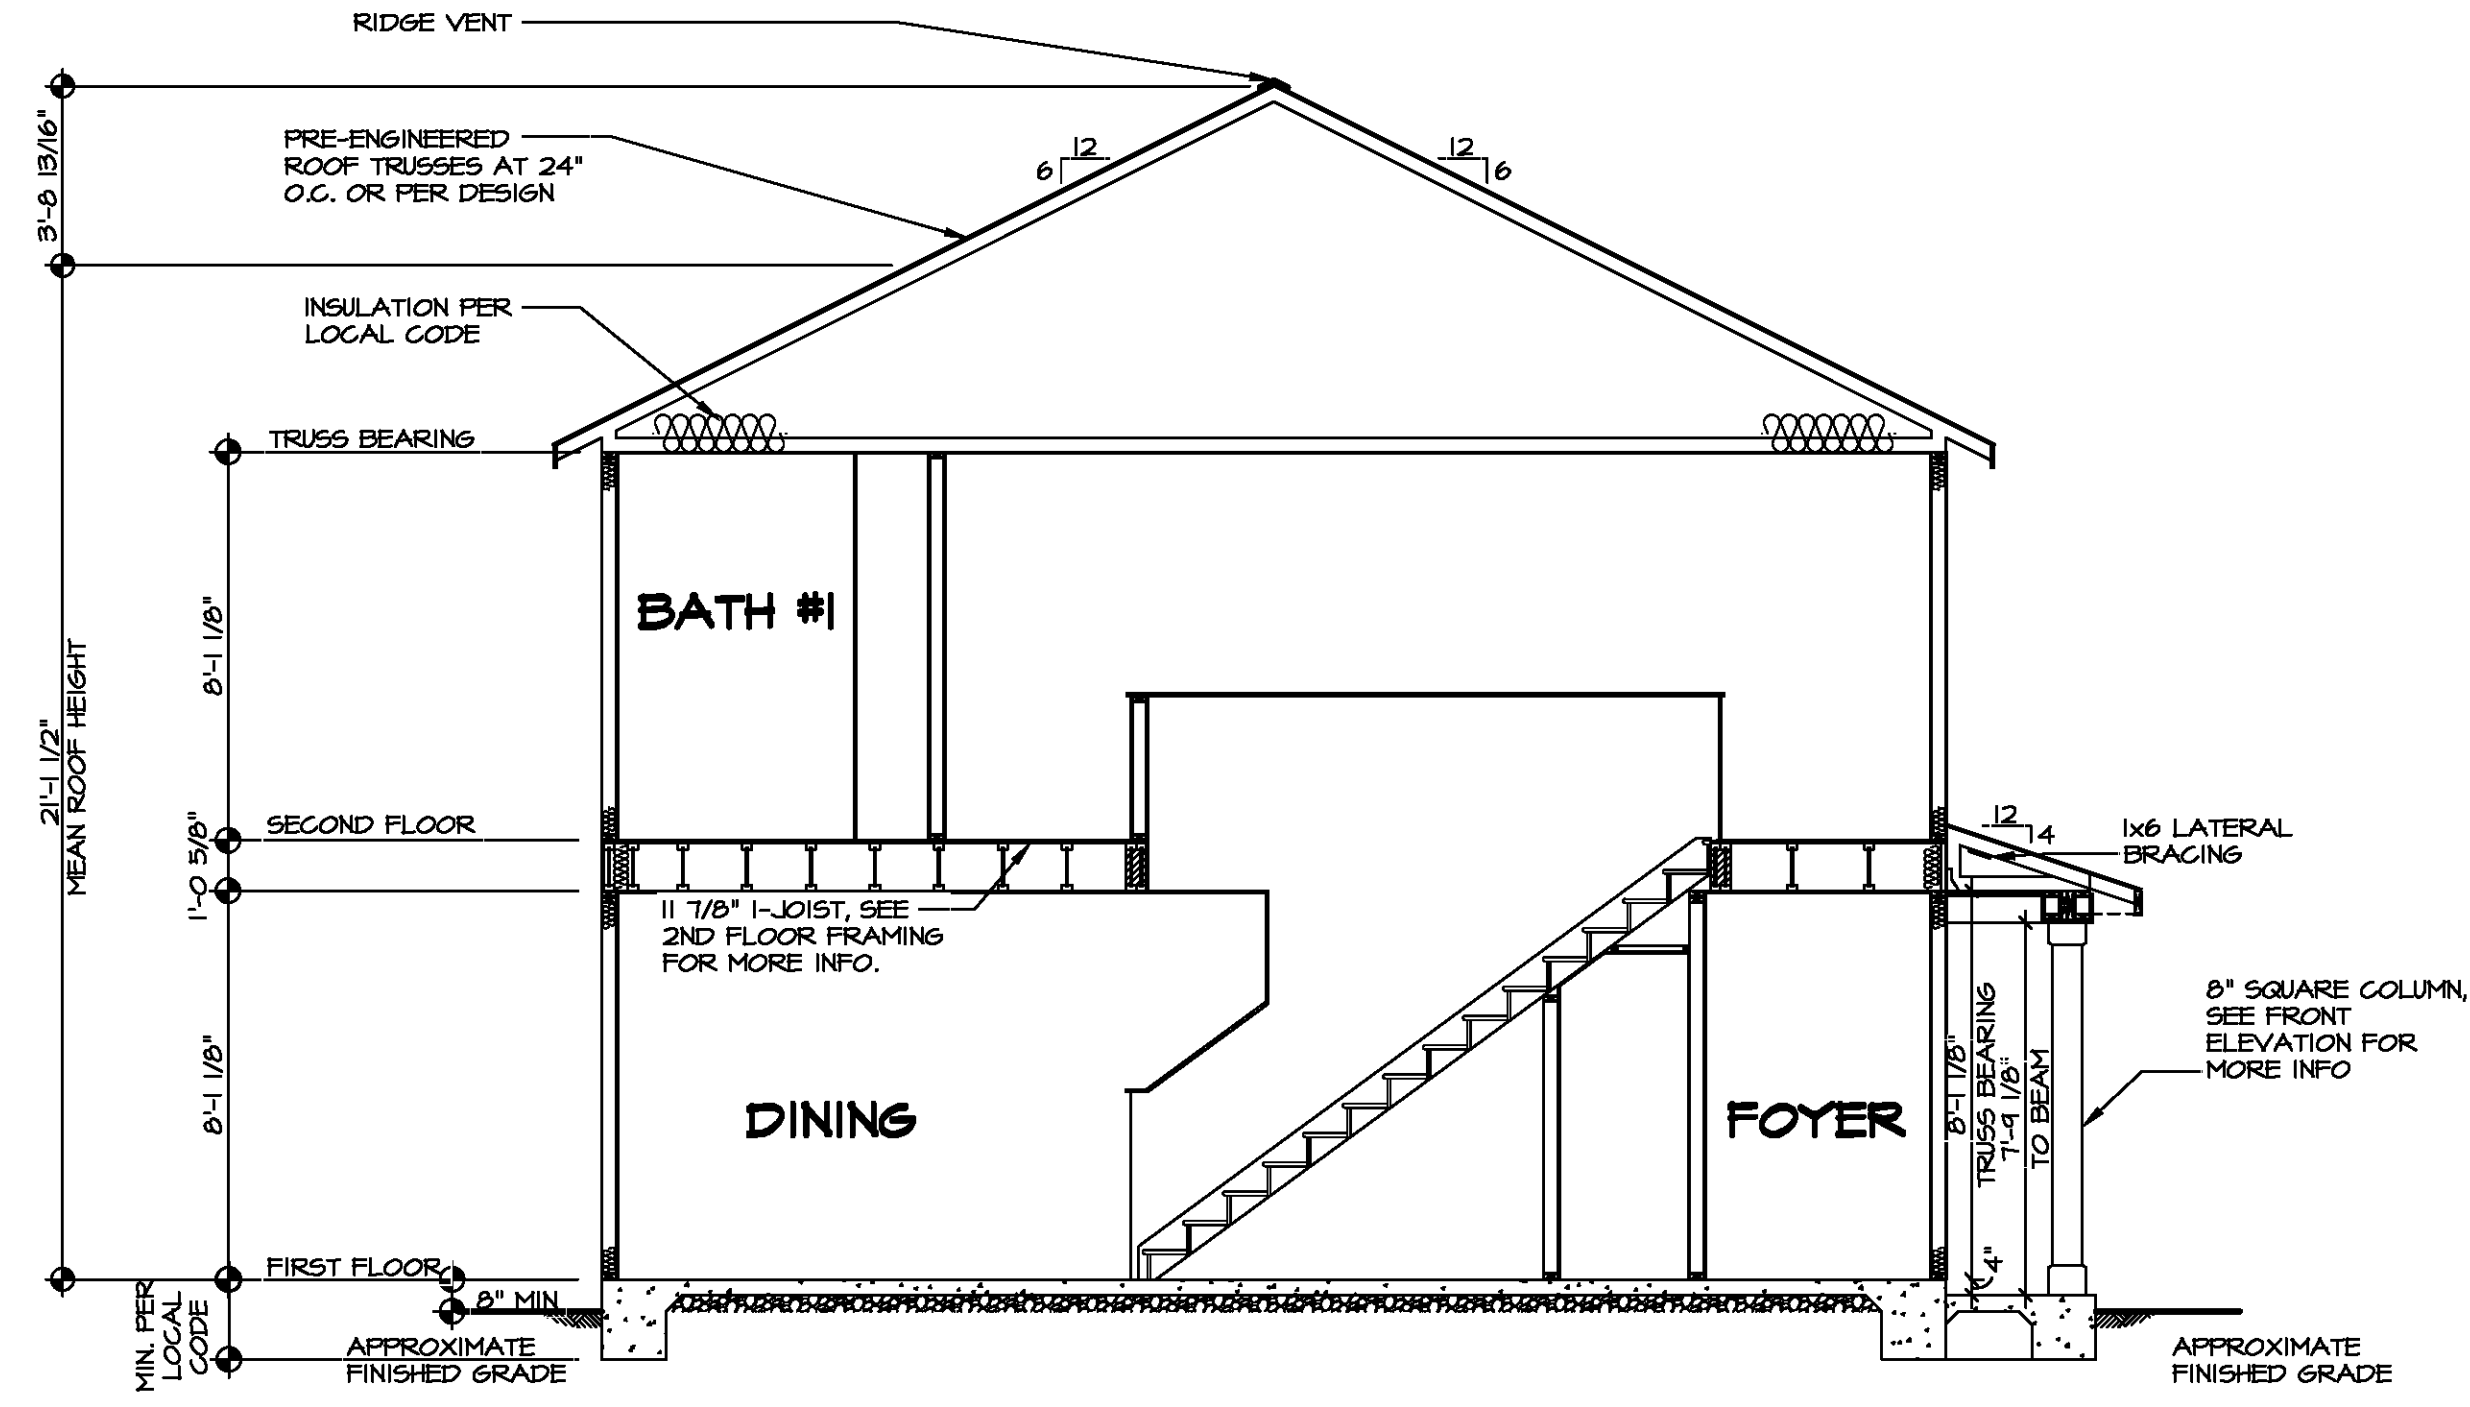 RIDGE VENT
3'-8 13/16"
PRE-ENGINEERED
ROOF TRUSSES AT 24"
O.C. OR PER DESIGN
12
6
12
6
INSULATION PER
LOCAL CODE
TRUSS BEARING
8'-1 1/8"
BATH #1
21'-1 1/2"
MEAN ROOF HEIGHT
SECOND FLOOR
1'-0 5/8"
12
4
1x6 LATERAL
BRACING
11 7/8" I-JOIST, SEE
2ND FLOOR FRAMING
FOR MORE INFO.
8'-1 1/8"
DINING
FOYER
8'-1 1/8"
TRUSS BEARING
7'-9 1/8"
TO BEAM
8" SQUARE COLUMN,
SEE FRONT
ELEVATION FOR
MORE INFO
4"
FIRST FLOOR
8" MIN
MIN. PER
LOCAL
CODE
APPROXIMATE
FINISHED GRADE
APPROXIMATE
FINISHED GRADE